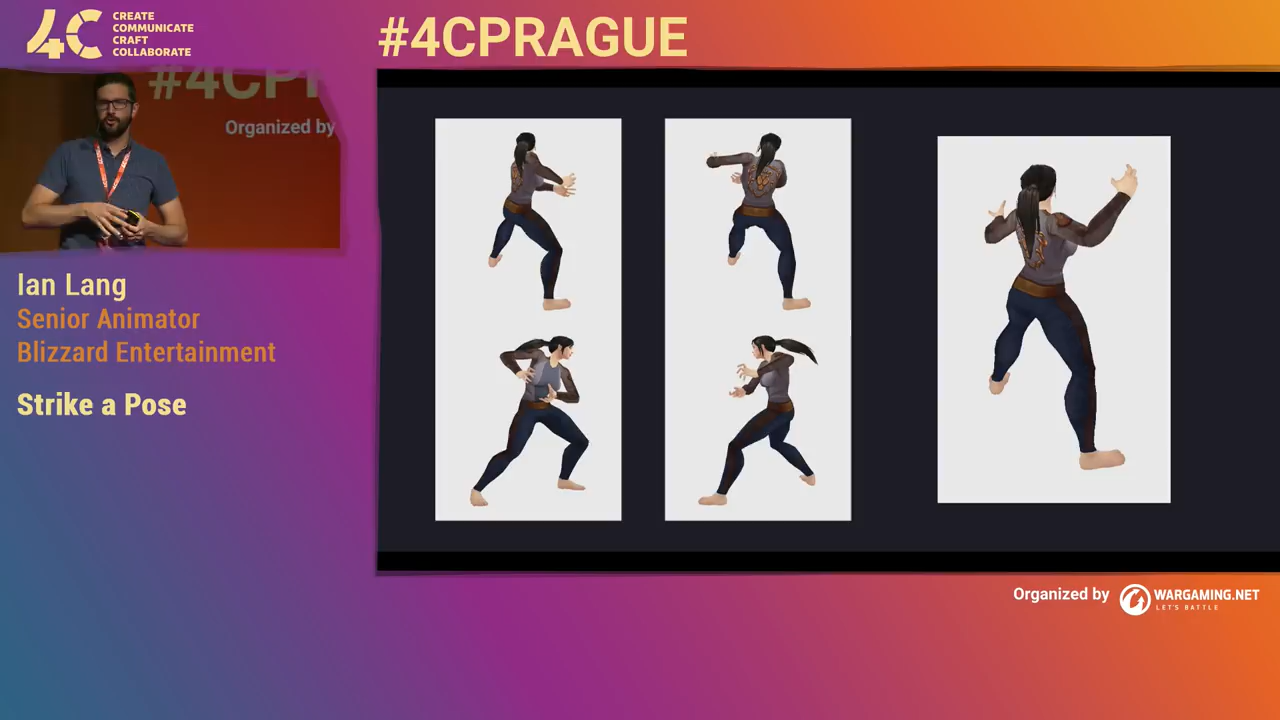 4C
CREATE
COMMUNICATE
CRAFT
COLLABORATE
#4CPRAGUE
#4CPI
Organized by
Ian Lang
Senior Animator
Blizzard Entertainment
Strike a Pose
Organized by
WARGAMING.NET
LET'S BATTLE